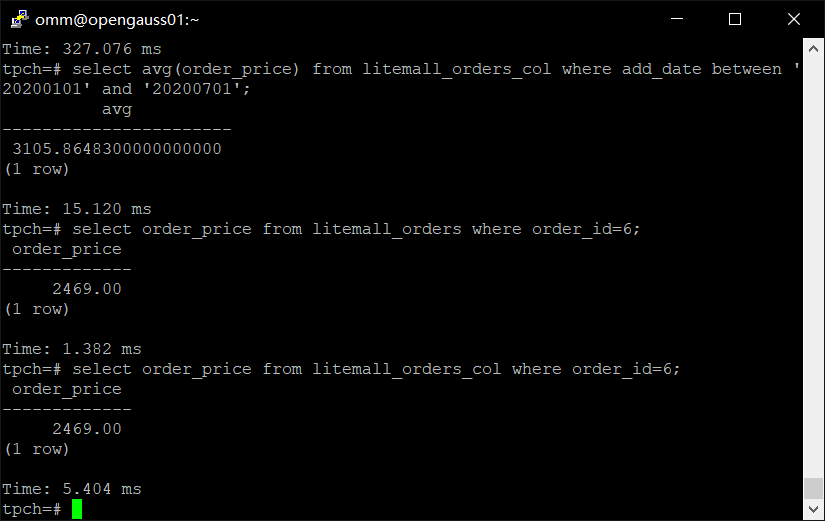 omm@opengauss01:~
Time: 327.076 ms
tpch=# select avg(order_price) from litemall_orders_col where add_date between '
20200101' and '20200701';
          avg
-----------------------
 3105.8648300000000000
(1 row)

Time: 15.120 ms
tpch=# select order_price from litemall_orders where order_id=6;
 order_price
-------------
     2469.00
(1 row)

Time: 1.382 ms
tpch=# select order_price from litemall_orders_col where order_id=6;
 order_price
-------------
     2469.00
(1 row)

Time: 5.404 ms
tpch=#